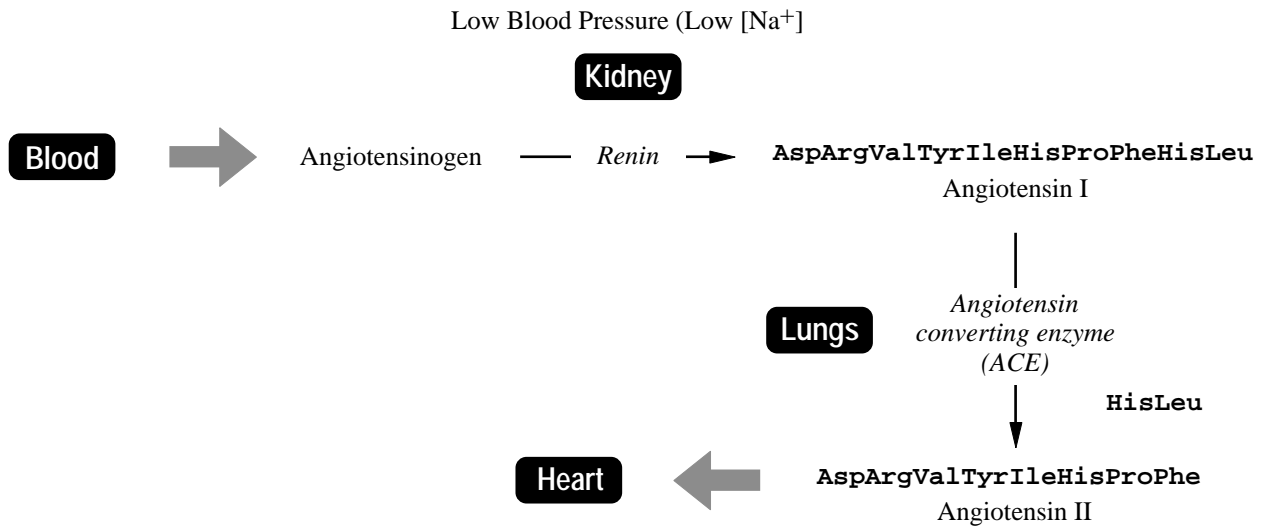 Low Blood Pressure (Low [Na+]
Kidney
Blood
Angiotensinogen
Renin
AspArgValTyrIleHisProPheHisLeu
Angiotensin I
Lungs
Angiotensin
converting enzyme
(ACE)
HisLeu
Heart
AspArgValTyrIleHisProPhe
Angiotensin II